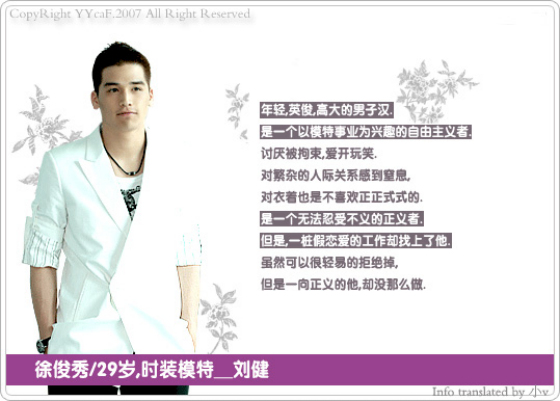 CopyRight YYcaF.2007 All Right Reserved
年轻,英俊,高大的男子汉.
是一个以模特事业为兴趣的自由主义者.
讨厌被拘束,爱开玩笑.
对繁杂的人际关系感到窒息,
对衣着也是不喜欢正正式式的.
是一个无法忍受不义的正义者.
但是,一桩假恋爱的工作却找上了他.
虽然可以很轻易的拒绝掉,
但是一向正义的他,却没那么做.
徐俊秀/29岁,时装模特__刘健
Info translated by 小v